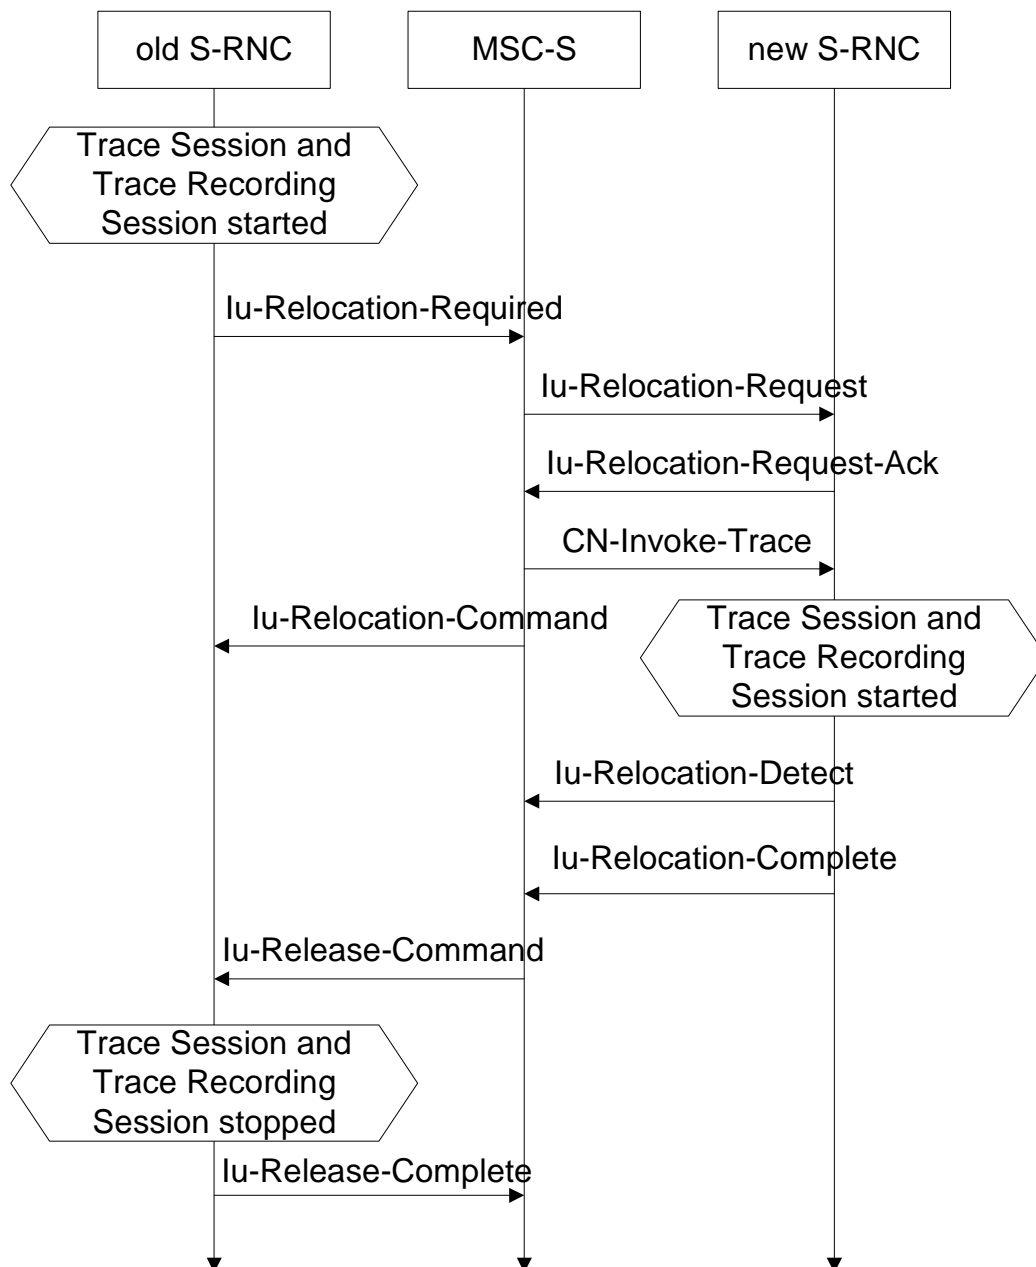 old S-RNC
MSC-S
new S-RNC
Trace Session and
Trace Recording
Session started
Iu-Relocation-Required
Iu-Relocation-Request
Iu-Relocation-Request-Ack
CN-Invoke-Trace
Iu-Relocation-Command
Trace Session and
Trace Recording
Session started
Iu-Relocation-Detect
Iu-Relocation-Complete
Iu-Release-Command
Trace Session and
Trace Recording
Session stopped
Iu-Release-Complete